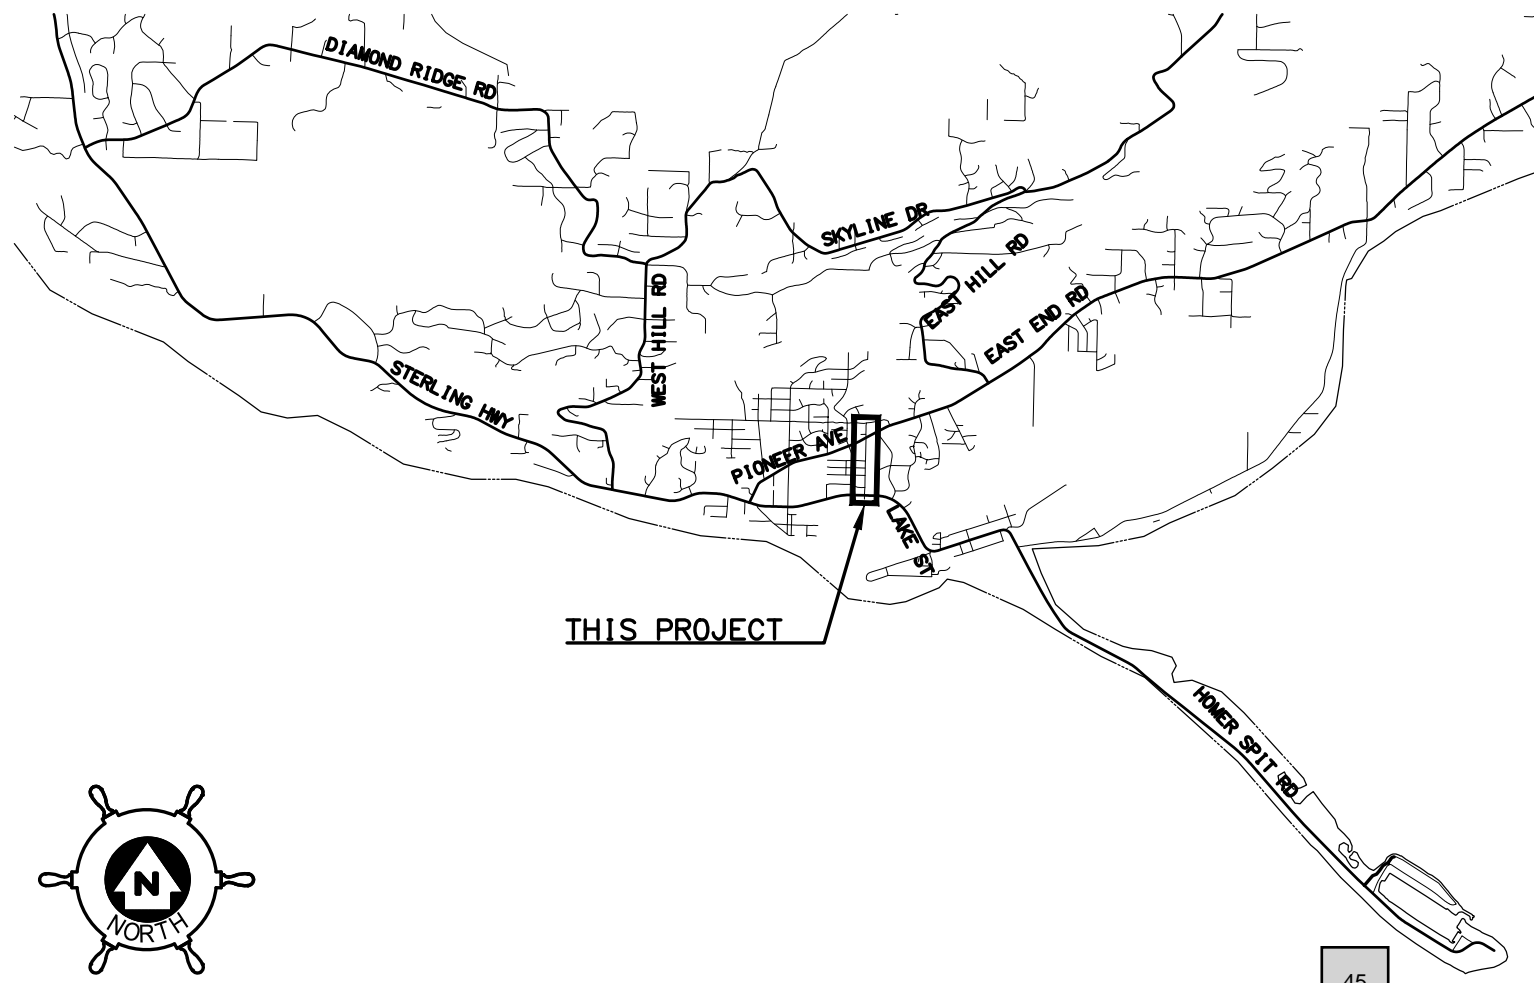 DIAMOND RIDGE RD
SKYLINE DR
EAST HILL RD
WEST HILL RD
EAST END RD
STERLING HWY
PIONEER AVE
LAKE ST
THIS PROJECT
HOMER SPIT RD
N
NORTH
45